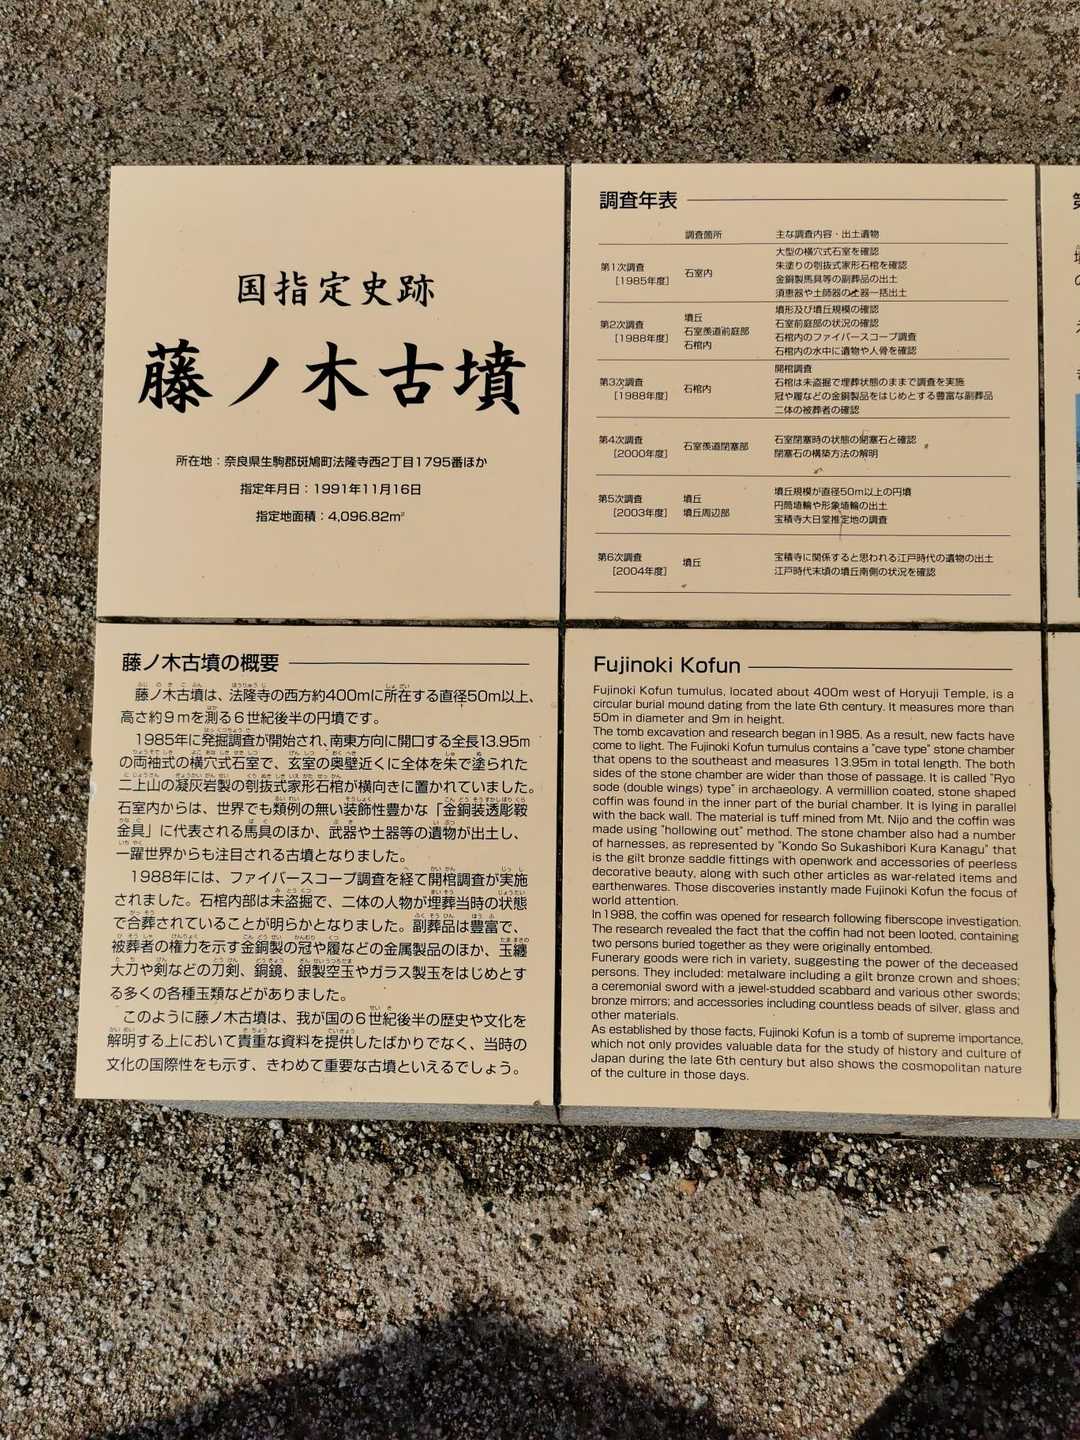 国指定史跡
藤ノ木古墳
所在地：奈良県生駒郡斑鳩町法隆寺西2丁目1795番ほか
指定年月日：1991年11月16日
指定地面積：4,096.82m²
調査年表
調査箇所 主な調査内容・出土遺物
第1次調査
[1985年度]
石室内
大型の横穴式石室を確認
朱塗りの刳抜式家形石棺を確認
金銅製馬具等の副葬品の出土
須恵器や土師器の土器一括出土
第2次調査
[1988年度]
墳丘
石室羨道前庭部
石棺内
墳形及び墳丘規模の確認
石室前庭部の状況の確認
石棺内のファイバースコープ調査
石棺内の水中に遺物や人骨を確認
第3次調査
[1988年度]
石棺内
開棺調査
石棺は未盗掘で埋葬状態のままで調査を実施
冠や履などの金銅製品をはじめとする豊富な副葬品
二体の被葬者の確認
第4次調査
[2000年度]
石室羨道閉塞部
石室閉塞時の状態の閉塞石と確認
閉塞石の構築方法の解明
第5次調査
[2003年度]
墳丘
墳丘周辺部
墳丘規模が直径50m以上の円墳
円筒埴輪や形象埴輪の出土
宝積寺大日堂推定地の調査
第6次調査
[2004年度]
墳丘
宝積寺に関係すると思われる江戸時代の遺物の出土
江戸時代末頃の墳丘南側の状況を確認
藤ノ木古墳の概要
藤ノ木古墳は、法隆寺の西方約400mに所在する直径50m以上、
高さ約9mを測る6世紀後半の円墳です。
1985年に発掘調査が開始され、南東方向に開口する全長13.95m
の両袖式の横穴式石室で、玄室の奥壁近くに全体を朱で塗られた
二上山の凝灰岩製の刳抜式家形石棺が横向きに置かれていました。
石室内からは、世界でも類例の無い装飾性豊かな「金銅装透彫鞍
金具」に代表される馬具のほか、武器や土器等の遺物が出土し、
一躍世界からも注目される古墳となりました。
1988年には、ファイバースコープ調査を経て開棺調査が実施
されました。石棺内部は未盗掘で、二体の人物が埋葬当時の状態
で合葬されていることが明らかとなりました。副葬品は豊富で、
被葬者の権力を示す金銅製の冠や履などの金属製品のほか、玉纏
大刀や剣などの刀剣、銅鏡、銀製空玉やガラス製玉をはじめとす
る多くの各種玉類などがありました。
このように藤ノ木古墳は、我が国の6世紀後半の歴史や文化を
解明する上において貴重な資料を提供したばかりでなく、当時の
文化の国際性をも示す、きわめて重要な古墳といえるでしょう。
Fujinoki Kofun
Fujinoki Kofun tumulus, located about 400m west of Horyuji Temple, is a
circular burial mound dating from the late 6th century. It measures more than
50m in diameter and 9m in height.
The tomb excavation and research began in1985. As a result, new facts have
come to light. The Fujinoki Kofun tumulus contains a "cave type" stone chamber
that opens to the southeast and measures 13.95m in total length. The both
sides of the stone chamber are wider than those of passage. It is called "Ryo
sode (double wings) type" in archaeology. A vermillion coated, stone shaped
coffin was found in the inner part of the burial chamber. It is lying in parallel
with the back wall. The material is tuff mined from Mt. Nijo and the coffin was
made using "hollowing out" method. The stone chamber also had a number
of harnesses, as represented by "Kondo So Sukashibori Kura Kanagu" that
is the gilt bronze saddle fittings with openwork and accessories of peerless
decorative beauty, along with such other articles as war-related items and
earthenwares. Those discoveries instantly made Fujinoki Kofun the focus of
world attention.
In 1988, the coffin was opened for research following fiberscope investigation.
The research revealed the fact that the coffin had not been looted, containing
two persons buried together as they were originally entombed.
Funerary goods were rich in variety, suggesting the power of the deceased
persons. They included: metalware including a gilt bronze crown and shoes;
a ceremonial sword with a jewel-studded scabbard and various other swords;
bronze mirrors; and accessories including countless beads of silver, glass and
other materials.
As established by those facts, Fujinoki Kofun is a tomb of supreme importance,
which not only provides valuable data for the study of history and culture of
Japan during the late 6th century but also shows the cosmopolitan nature
of the culture in those days.